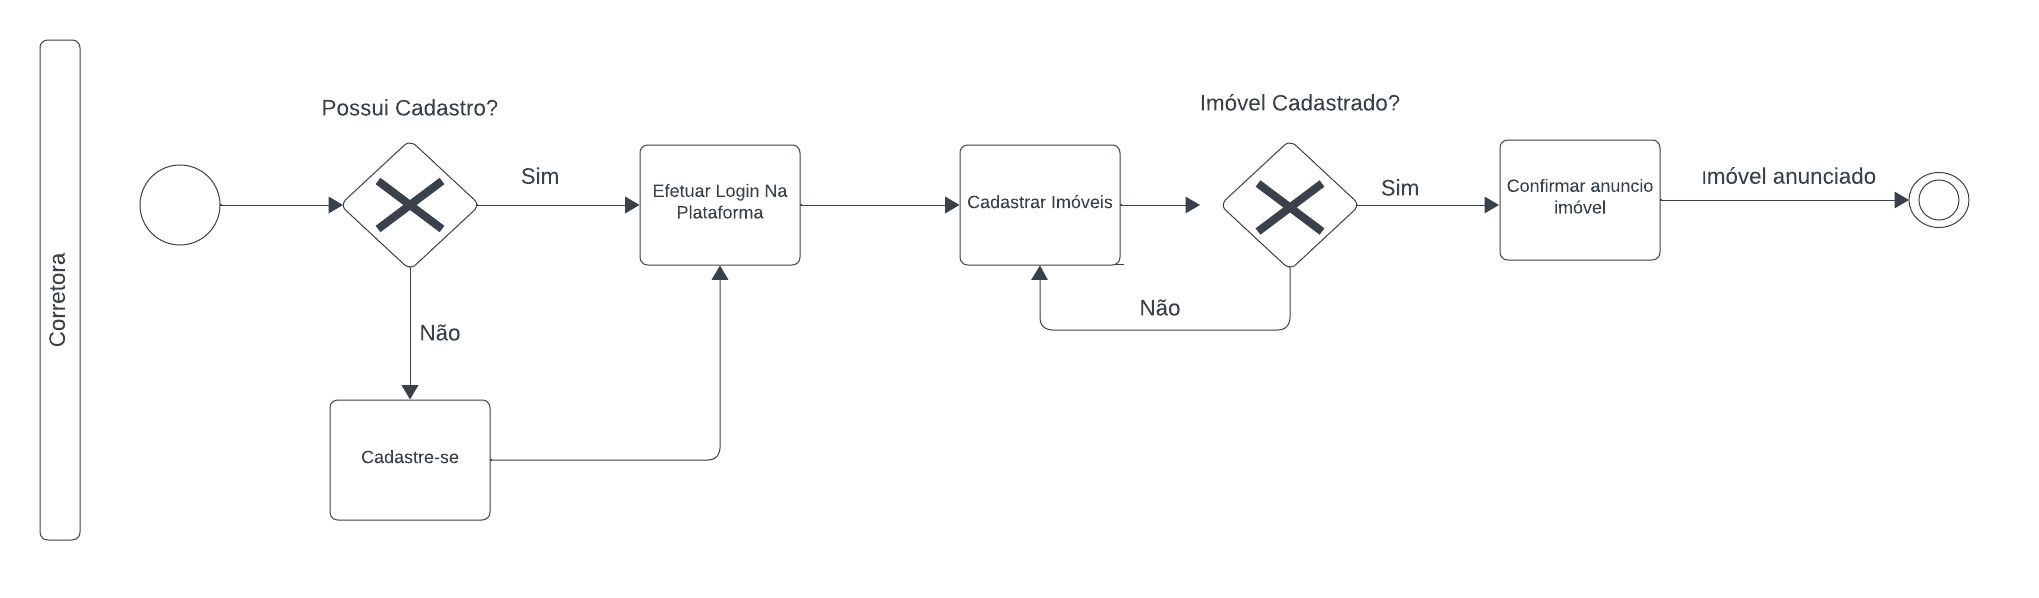 Corretora
Possui Cadastro?
Sim
Não
Cadastre-se
Efetuar Login Na
Plataforma
Cadastrar Imóveis
Imóvel Cadastrado?
Sim
Não
Confirmar anuncio
imóvel
Imóvel anunciado